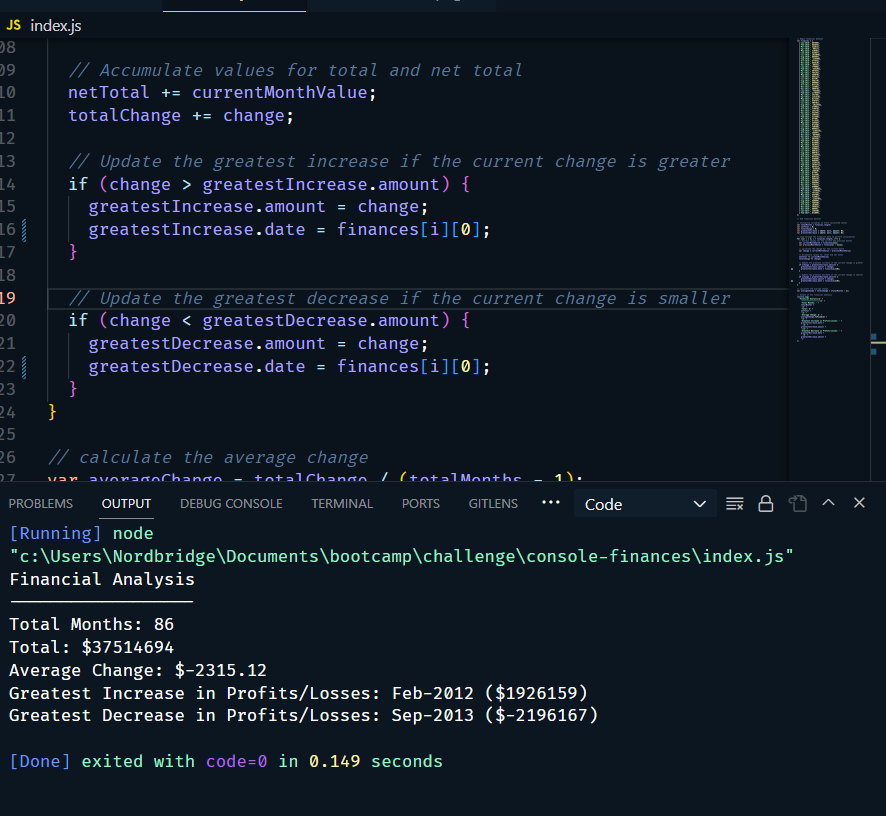 JS index.js
08
09 // Accumulate values for total and net total
10 netTotal += currentMonthValue;
11 totalChange += change;
12
13 // Update the greatest increase if the current change is greater
14 if (change > greatestIncrease.amount) {
15 greatestIncrease.amount = change;
16 greatestIncrease.date = finances[i][0];
17 }
18
19 // Update the greatest decrease if the current change is smaller
20 if (change < greatestDecrease.amount) {
21 greatestDecrease.amount = change;
22 greatestDecrease.date = finances[i][0];
23 }
24 }
25
26 // calculate the average change
27 var averageChange = totalChange / (totalMonths - 1);
PROBLEMS OUTPUT DEBUG CONSOLE TERMINAL PORTS GITLENS ··· Code
[Running] node
"c:\Users\Nordbridge\Documents\bootcamp\challenge\console-finances\index.js"
Financial Analysis
——————————————————
Total Months: 86
Total: $37514694
Average Change: $-2315.12
Greatest Increase in Profits/Losses: Feb-2012 ($1926159)
Greatest Decrease in Profits/Losses: Sep-2013 ($-2196167)
[Done] exited with code=0 in 0.149 seconds